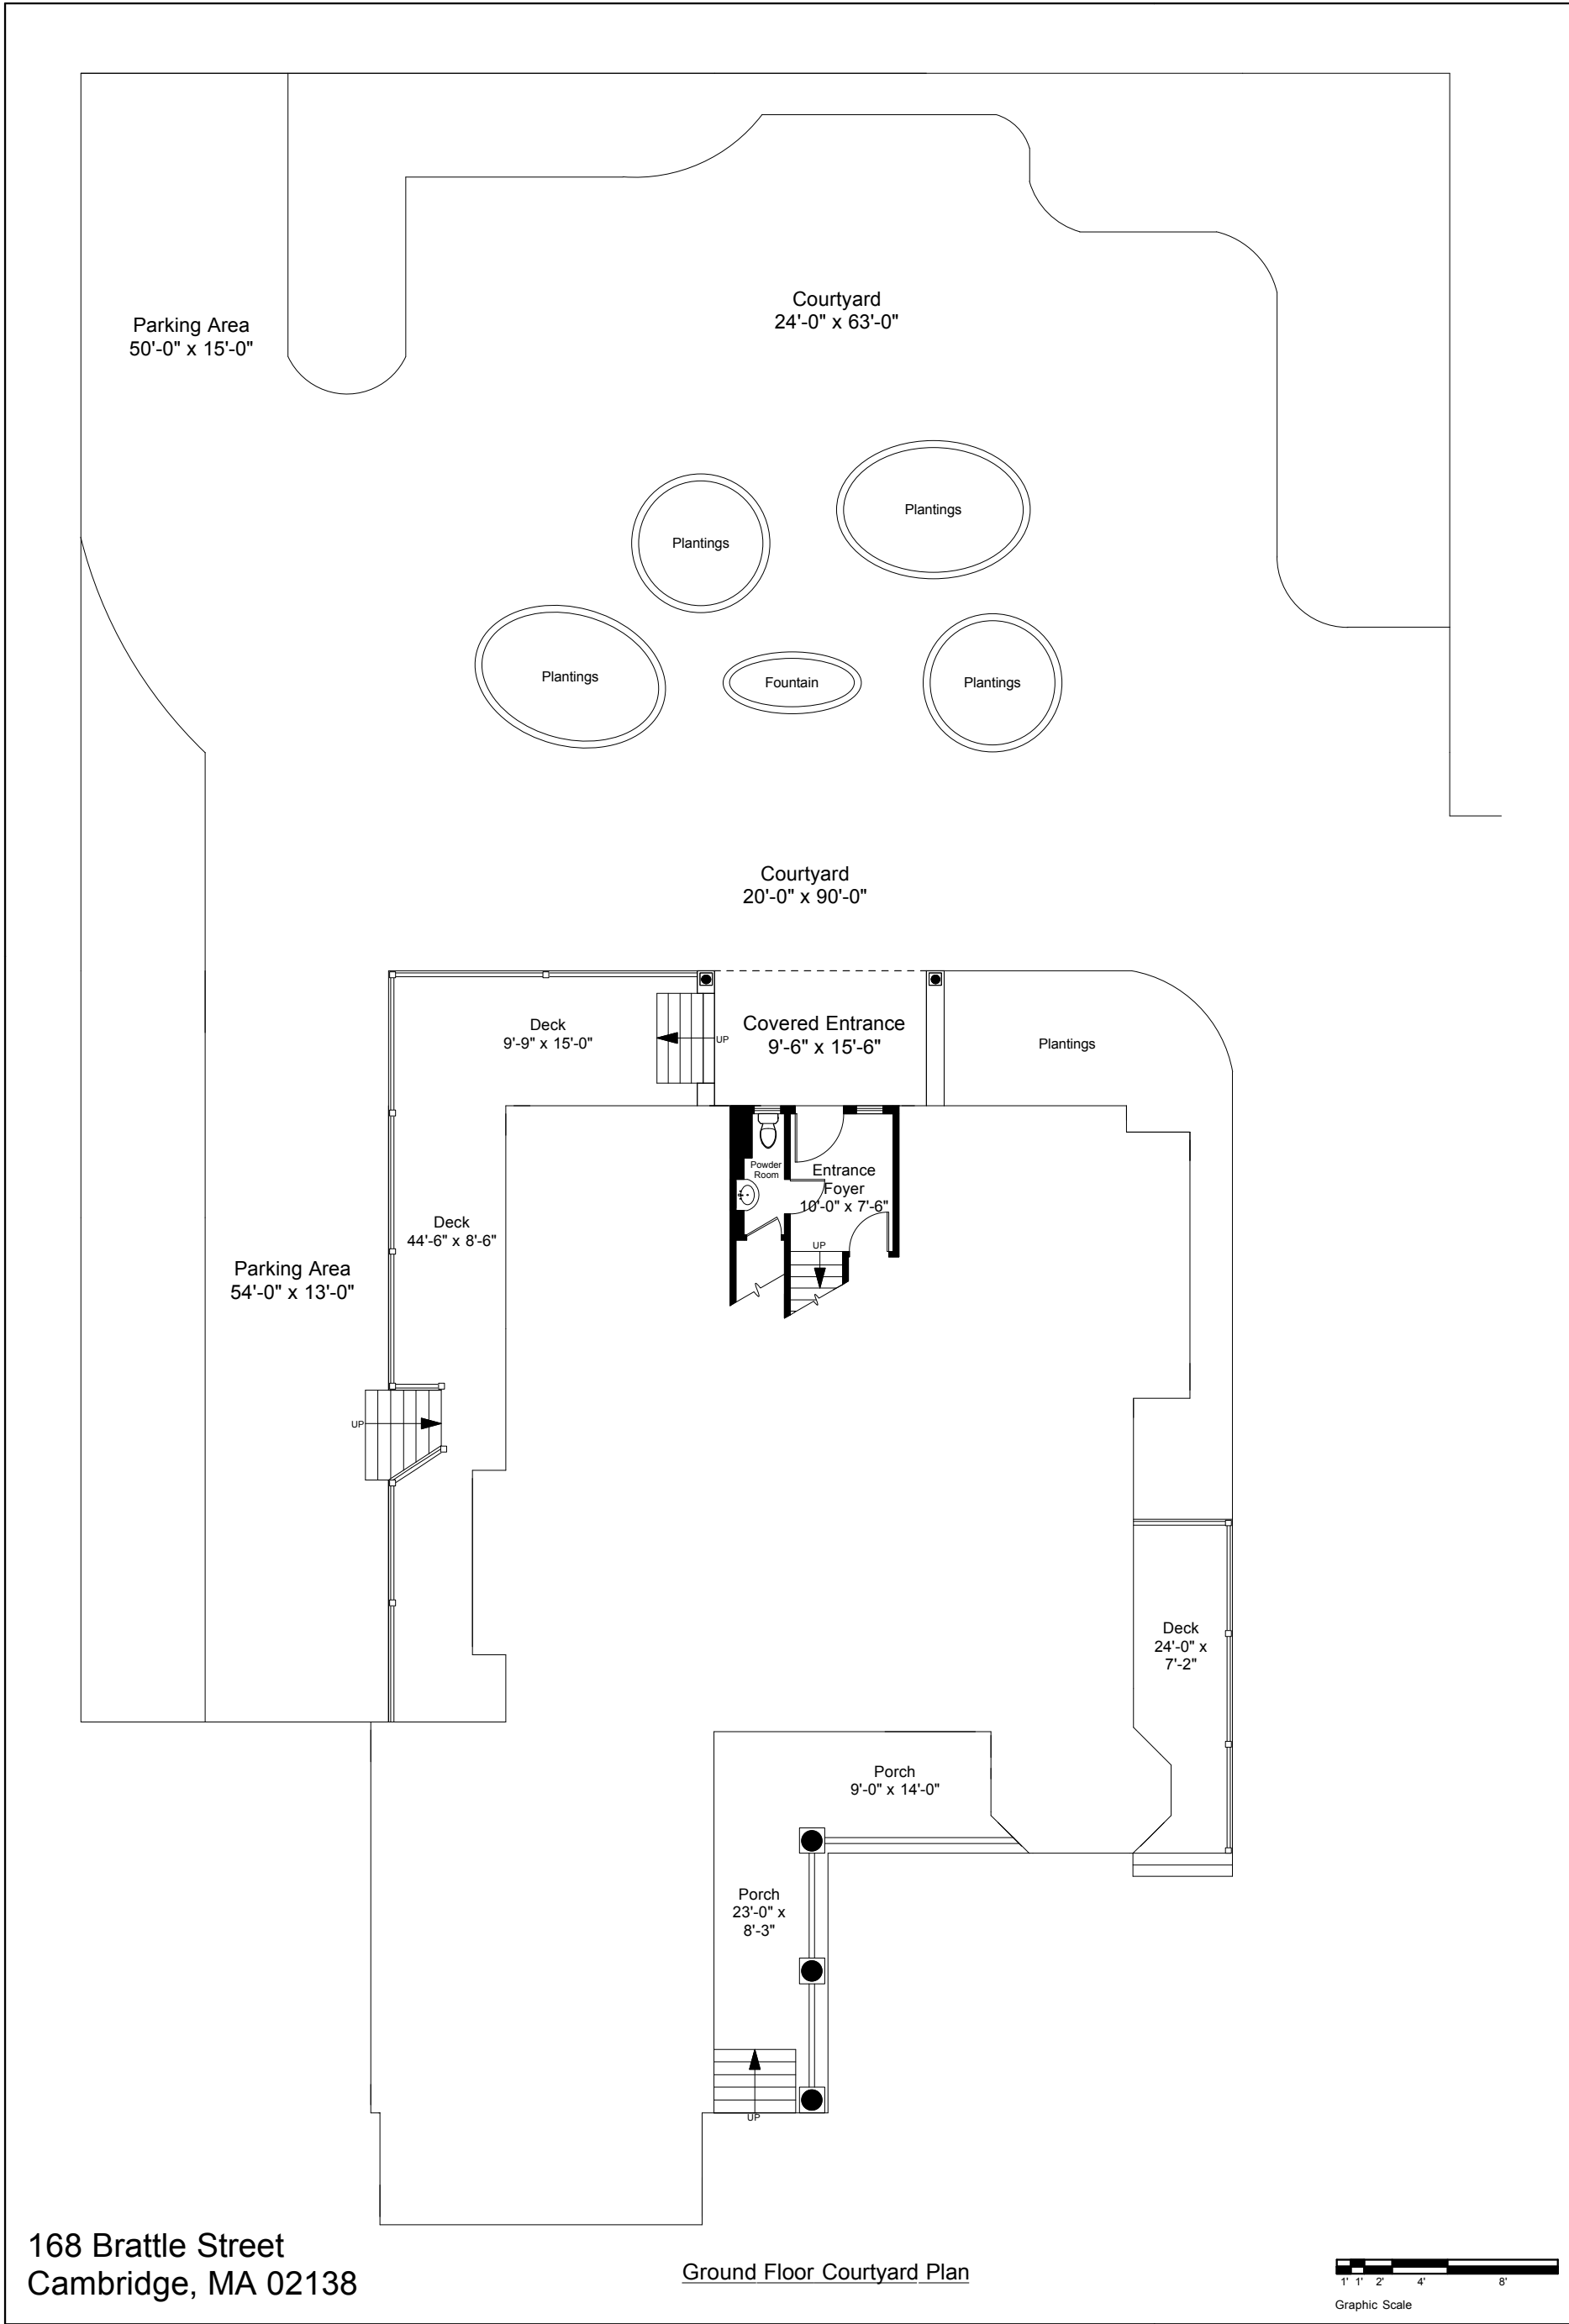 Courtyard
24'-0" x 63'-0"
Parking Area
50'-0" x 15'-0"
Plantings
Plantings
Plantings
Fountain
Plantings
Courtyard
20'-0" x 90'-0"
Deck
9'-9" x 15'-0"
UP
Covered Entrance
9'-6" x 15'-6"
Plantings
Powder
Room
Entrance
Foyer
10'-0" x 7'-6"
UP
Deck
44'-6" x 8'-6"
Parking Area
54'-0" x 13'-0"
UP
Deck
24'-0" x
7'-2"
Porch
9'-0" x 14'-0"
Porch
23'-0" x
8'-3"
UP
168 Brattle Street
Cambridge, MA 02138
Ground Floor Courtyard Plan
1' 1' 2' 4' 8'
Graphic Scale